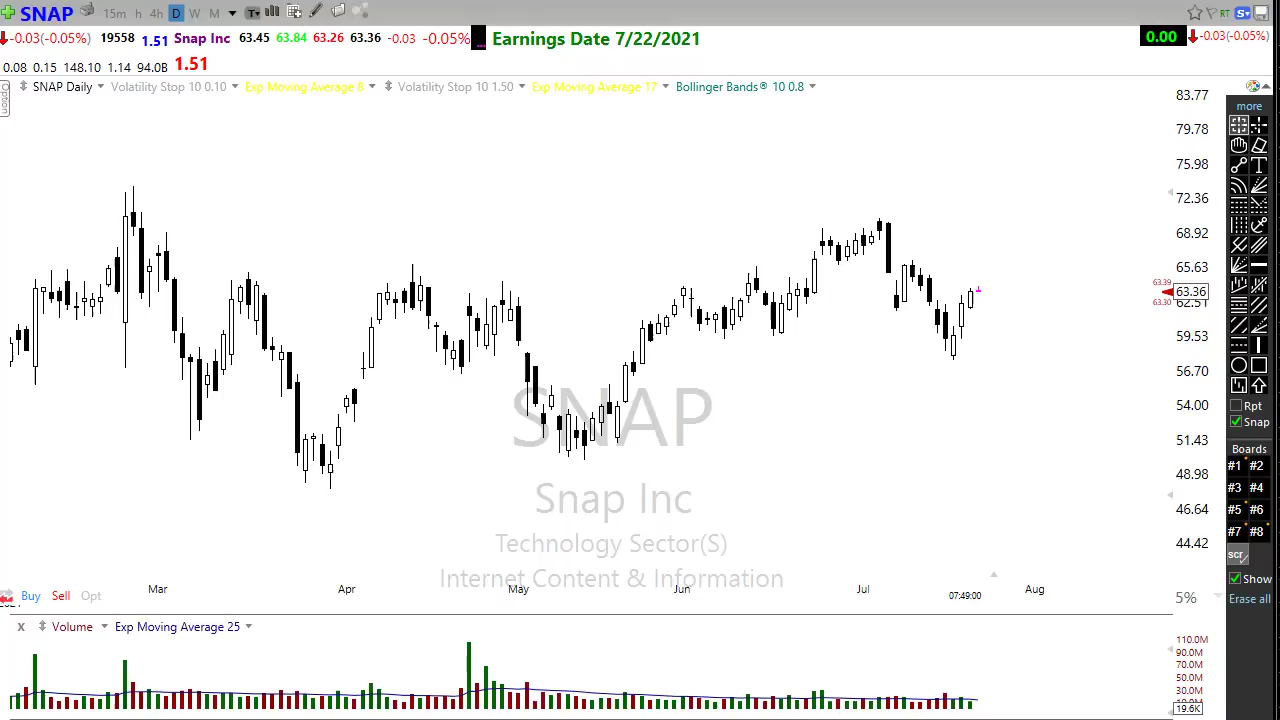 SNAP 15m h 4h D W M T RT S
-0.03(-0.05%) 19558 1.51 Snap Inc 63.45 63.84 63.26 63.36 -0.03 -0.05% Earnings Date 7/22/2021 0.00 -0.03(-0.05%)
0.08 0.15 148.10 1.14 94.0B 1.51
SNAP Daily Volatility Stop 10 0.10 Exp Moving Average 8 Volatility Stop 10 1.50 Exp Moving Average 17 Bollinger Bands® 10 0.8
Option
83.77
79.78
75.98
72.36
68.92
65.63
63.39
63.36
63.30
62.51
59.53
56.70
54.00
51.43
48.98
46.64
44.42
5%
more
T
Rpt
Snap
Boards
#1 #2
#3 #4
#5 #6
#7 #8
scr
Show
Erase all
SNAP
Snap Inc
Technology Sector(S)
Internet Content & Information
Mar Apr May Jun Jul Aug
07:49:00
Buy Sell Opt
X Volume Exp Moving Average 25
110.0M
90.0M
70.0M
50.0M
30.0M
19.6K